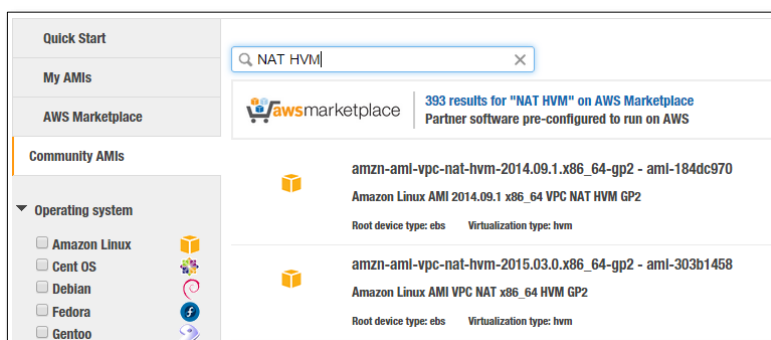 Quick Start
My AMIs
AWS Marketplace
Community AMIs
Operating system
Amazon Linux
Cent OS
Debian
Fedora
Gentoo
NAT HVM
awsmarketplace
393 results for "NAT HVM" on AWS Marketplace
Partner software pre-configured to run on AWS
amzn-ami-vpc-nat-hvm-2014.09.1.x86_64-gp2 - ami-184dc970
Amazon Linux AMI 2014.09.1 x86_64 VPC NAT HVM GP2
Root device type: ebs Virtualization type: hvm
amzn-ami-vpc-nat-hvm-2015.03.0.x86_64-gp2 - ami-303b1458
Amazon Linux AMI VPC NAT x86_64 HVM GP2
Root device type: ebs Virtualization type: hvm